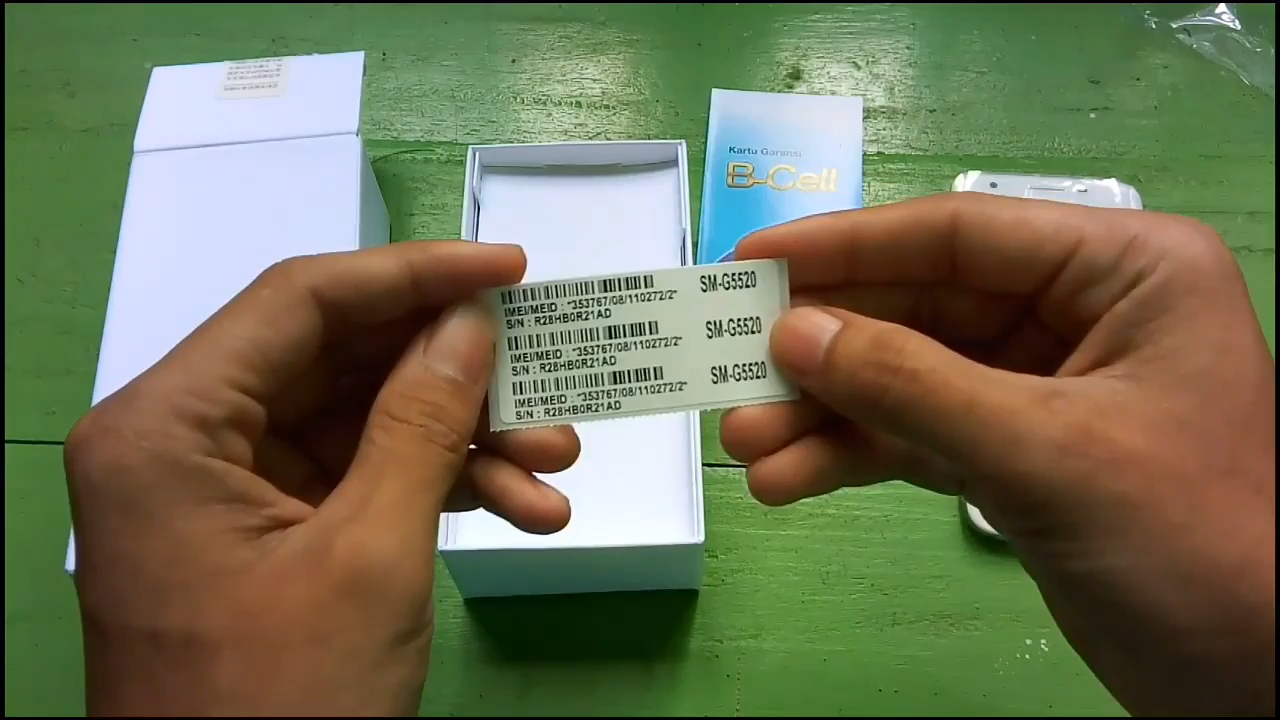 Kartu Garansi
B-Cell
IMEI/MEID : "353767/08/110272/2"
S/N : R28HB0R21AD
SM-G5520
IMEI/MEID : "353767/08/110272/2"
S/N : R28HB0R21AD
SM-G5520
IMEI/MEID : "353767/08/110272/2"
S/N : R28HB0R21AD
SM-G5520